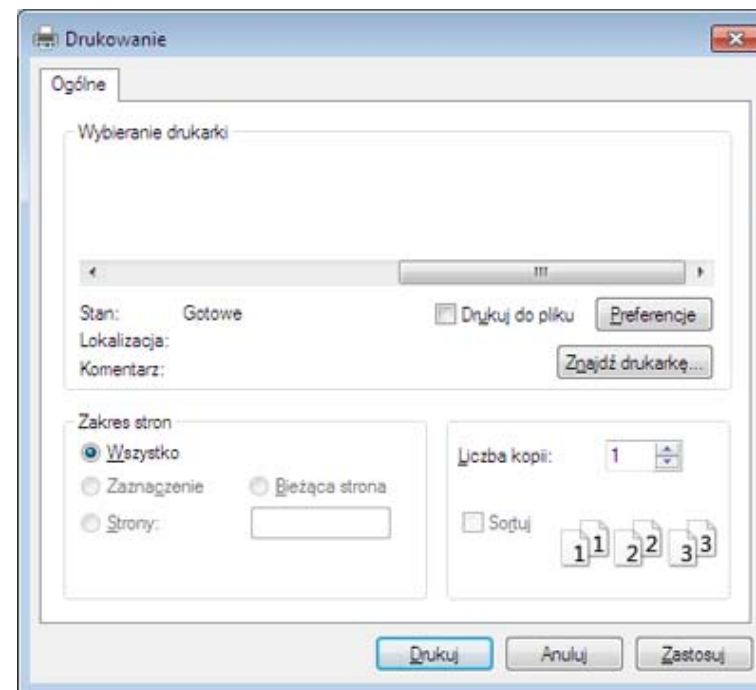 Drukowanie
Ogólne
Wybieranie drukarki
Stan: Gotowe
Drukuj do pliku
Preferencje
Lokalizacja:
Komentarz:
Znajdź drukarkę...
Zakres stron
Wszystko
Zaznaczenie
Bieżąca strona
Strony:
Liczba kopii: 1
Sortuj
1 1 2 2 3 3
Drukuj
Anuluj
Zastosuj